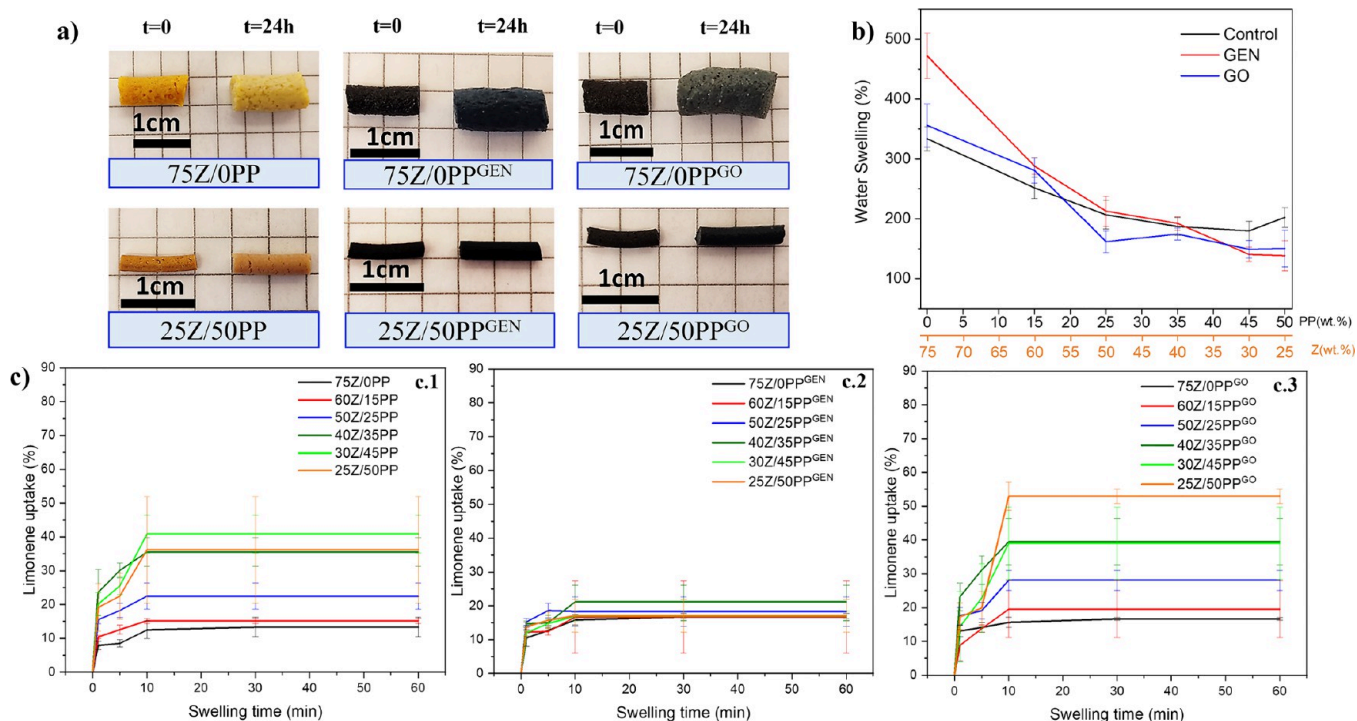 a)
t=0 t=24h t=0 t=24h t=0 t=24h
1cm 1cm 1cm
75Z/0PP 75Z/0PP^GEN 75Z/0PP^GO
1cm 1cm 1cm
25Z/50PP 25Z/50PP^GEN 25Z/50PP^GO
b)
Control
GEN
GO
Water Swelling (%)
500
400
300
200
100
0 5 10 15 20 25 30 35 40 45 50 PP(wt.%)
75 70 65 60 55 50 45 40 35 30 25 Z(wt.%)
c)
c.1
75Z/0PP
60Z/15PP
50Z/25PP
40Z/35PP
30Z/45PP
25Z/50PP
Limonene uptake (%)
90
80
70
60
50
40
30
20
10
0
0 10 20 30 40 50 60
Swelling time (min)
c.2
75Z/0PP^GEN
60Z/15PP^GEN
50Z/25PP^GEN
40Z/35PP^GEN
30Z/45PP^GEN
25Z/50PP^GEN
Limonene uptake (%)
90
80
70
60
50
40
30
20
10
0
0 10 20 30 40 50 60
Swelling time (min)
c.3
75Z/0PP^GO
60Z/15PP^GO
50Z/25PP^GO
40Z/35PP^GO
30Z/45PP^GO
25Z/50PP^GO
Limonene uptake (%)
90
80
70
60
50
40
30
20
10
0
0 10 20 30 40 50 60
Swelling time (min)